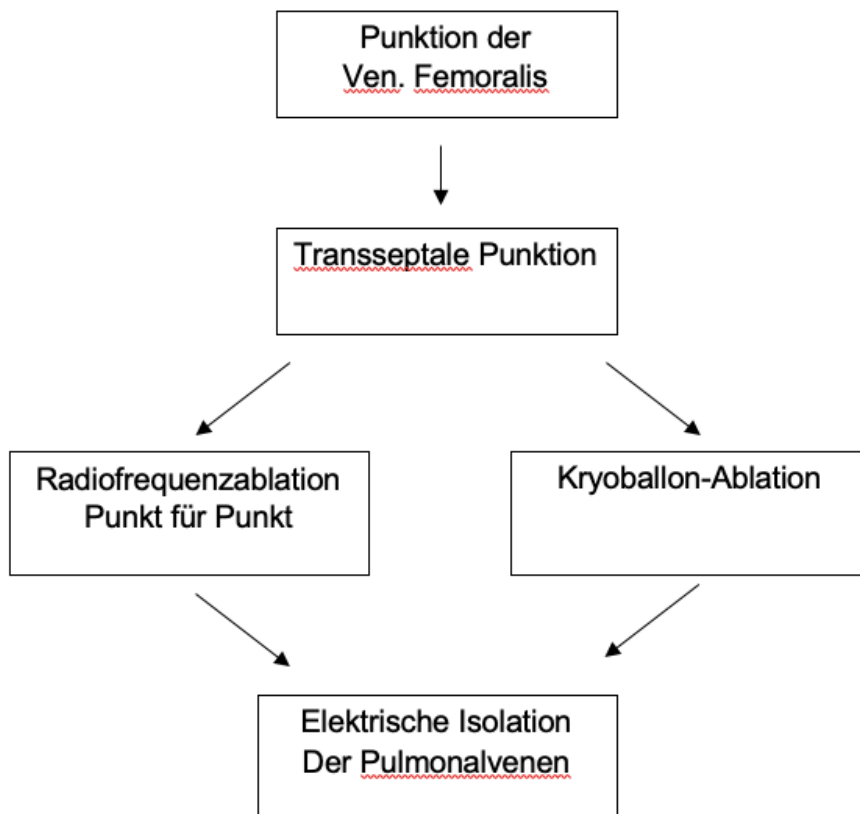 Punktion der
Ven. Femoralis
Transseptale Punktion
Radiofrequenzablation
Punkt für Punkt
Kryoballon-Ablation
Elektrische Isolation
Der Pulmonalvenen